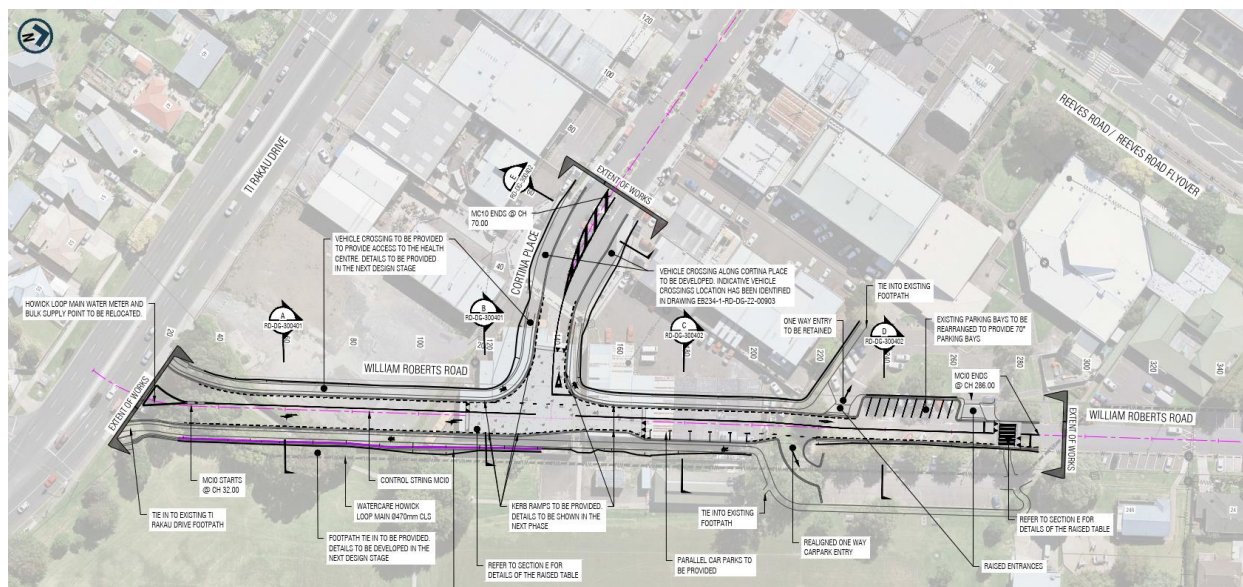 N
TI RAKAU DRIVE
REEVES ROAD / REEVES ROAD FLYOVER
120
100
80
EXTENT OF WORKS
E
RD-DG-300402
MC10 ENDS @ CH
70.00
CORTINA PLACE
VEHICLE CROSSING TO BE PROVIDED
TO PROVIDE ACCESS TO THE HEALTH
CENTRE. DETAILS TO BE PROVIDED
IN THE NEXT DESIGN STAGE
VEHICLE CROSSING ALONG CORTINA PLACE
TO BE DEVELOPED. INDICATIVE VEHICLE
CROSSINGS LOCATION HAS BEEN IDENTIFIED
IN DRAWING EB234-1-RD-DG-Z2-00903
TIE INTO EXISTING
FOOTPATH
ONE WAY ENTRY
TO BE RETAINED
EXISTING PARKING BAYS TO BE
REARRANGED TO PROVIDE 70°
PARKING BAYS
HOWICK LOOP MAIN WATER METER AND
BULK SUPPLY POINT TO BE RELOCATED.
A
RD-DG-300401
B
RD-DG-300401
C
RD-DG-300402
D
RD-DG-300402
20
40
80
100
120
160
200
220
280
300
320
340
WILLIAM ROBERTS ROAD
MCI0 ENDS
@ CH 286.00
EXTENT OF WORKS
EXTENT OF WORKS
WILLIAM ROBERTS ROAD
MCI0 STARTS
@ CH 32.00
CONTROL STRING MCI0
TIE IN TO EXISTING TI
RAKAU DRIVE FOOTPATH
WATERCARE HOWICK
LOOP MAIN Ø470mm CLS
FOOTPATH TIE IN TO BE PROVIDED.
DETAILS TO BE DEVELOPED IN THE
NEXT DESIGN STAGE
KERB RAMPS TO BE PROVIDED.
DETAILS TO BE SHOWN IN THE
NEXT PHASE
REFER TO SECTION E FOR
DETAILS OF THE RAISED TABLE
TIE INTO EXISTING
FOOTPATH
PARALLEL CAR PARKS TO
BE PROVIDED
REALIGNED ONE WAY
CARPARK ENTRY
REFER TO SECTION E FOR
DETAILS OF THE RAISED TABLE
RAISED ENTRANCES